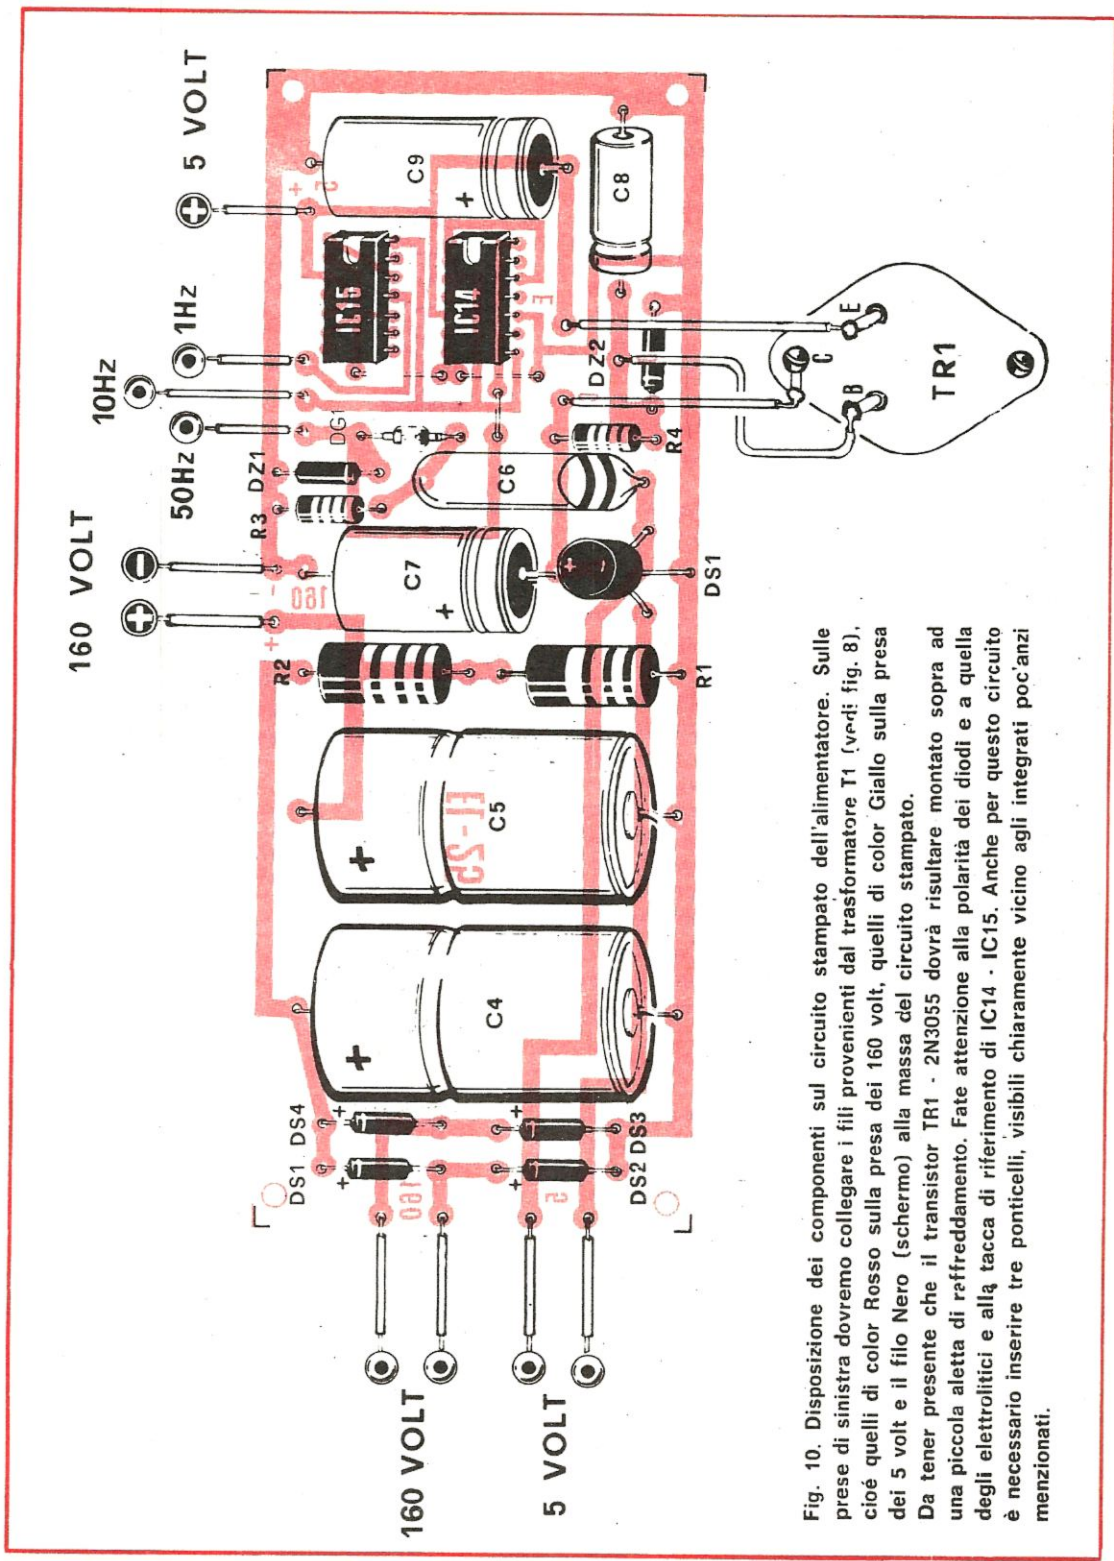 160 VOLT
50Hz
10Hz
1Hz
5 VOLT
R3
DZ1
DG1
+
-
160
+ 5
IC15
IC14
C9
C8
C7
C6
R2
R1
DS1
R4
DZ2
E
C5
C4
EL-25
DS1
DS4
DS2
DS3
160
5
160 VOLT
5 VOLT
B
C
E
TR1
Fig. 10. Disposizione dei componenti sul circuito stampato dell'alimentatore. Sulle
prese di sinistra dovremo collegare i fili provenienti dal trasformatore T1 (vedi fig. 8),
cioé quelli di color Rosso sulla presa dei 160 volt, quelli di color Giallo sulla presa
dei 5 volt e il filo Nero (schermo) alla massa del circuito stampato.
Da tener presente che il transistor TR1 - 2N3055 dovrà risultare montato sopra ad
una piccola aletta di raffreddamento. Fate attenzione alla polarità dei diodi e a quella
degli elettrolitici e alla tacca di riferimento di IC14 - IC15. Anche per questo circuito
è necessario inserire tre ponticelli, visibili chiaramente vicino agli integrati poc'anzi
menzionati.